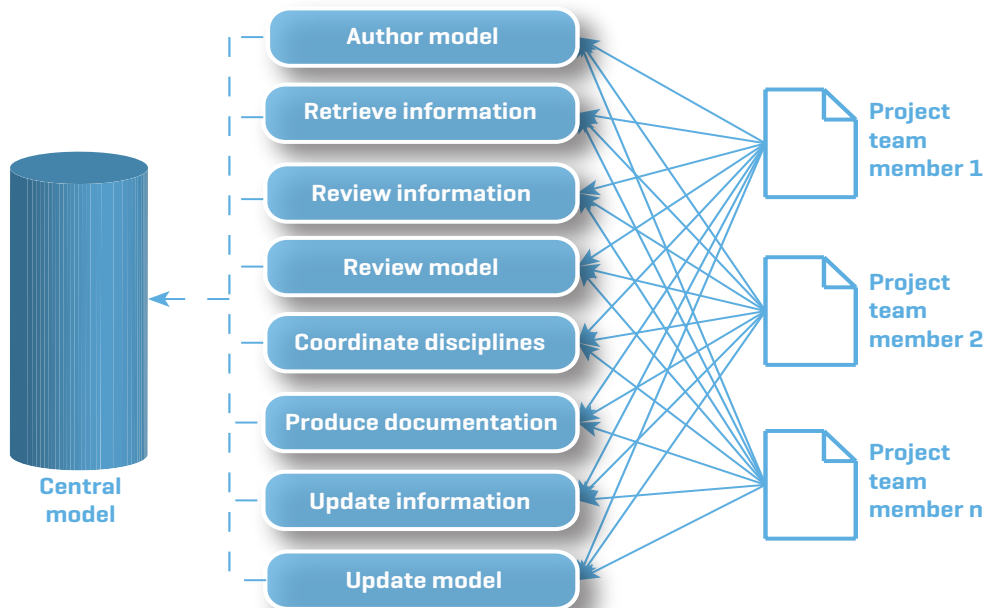 Author model
Retrieve information
Review information
Review model
Coordinate disciplines
Produce documentation
Update information
Update model
Central
model
Project
team
member 1
Project
team
member 2
Project
team
member n